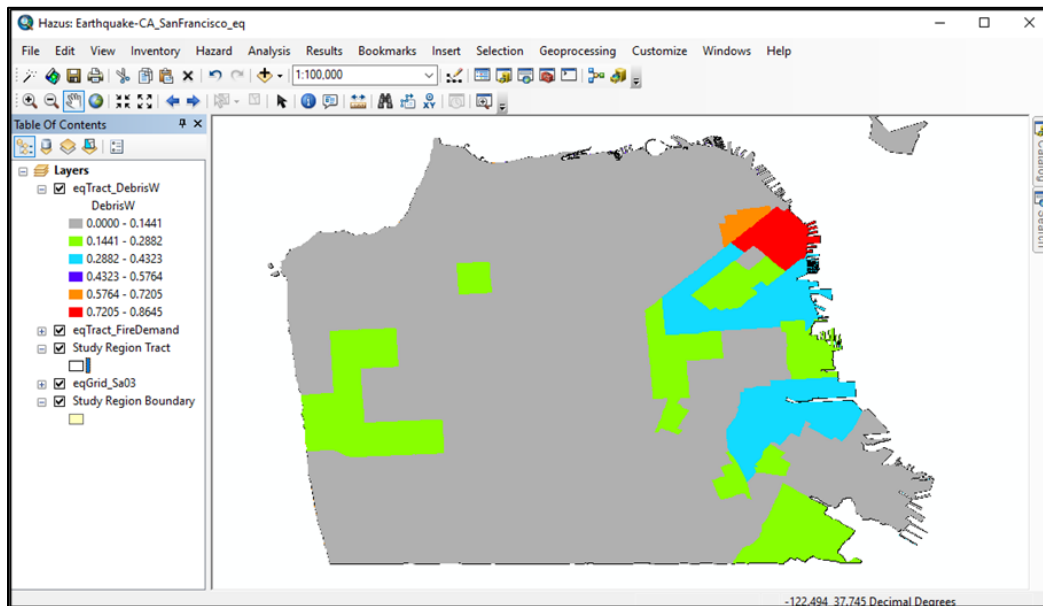 Hazus: Earthquake-CA_SanFrancisco_eq
File Edit View Inventory Hazard Analysis Results Bookmarks Insert Selection Geoprocessing Customize Windows Help
1:100,000
Table Of Contents
Layers
eqTract_DebrisW
DebrisW
0.0000 - 0.1441
0.1441 - 0.2882
0.2882 - 0.4323
0.4323 - 0.5764
0.5764 - 0.7205
0.7205 - 0.8645
eqTract_FireDemand
Study Region Tract
eqGrid_Sa03
Study Region Boundary
Catalog
Search
-122.494 37.745 Decimal Degrees